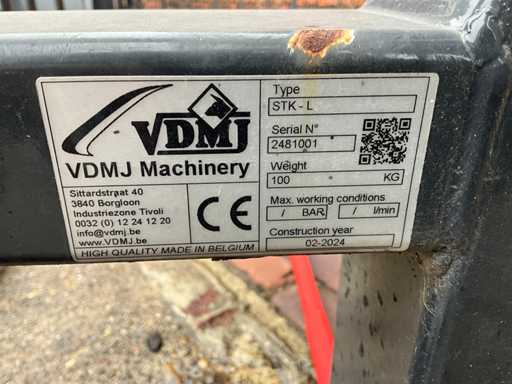 VDMJ
VDMJ Machinery
Sittardstraat 40
3840 Borgloon
Industriezone Tivoli
0032 (0) 12 24 12 20
info@vdmj.be
www.VDMJ.be
HIGH QUALITY MADE IN BELGIUM
CE
Type
STK - L
Serial N°
2481001
Weight
100 KG
Max. working conditions
/ BAR / l/min
Construction year
02-2024